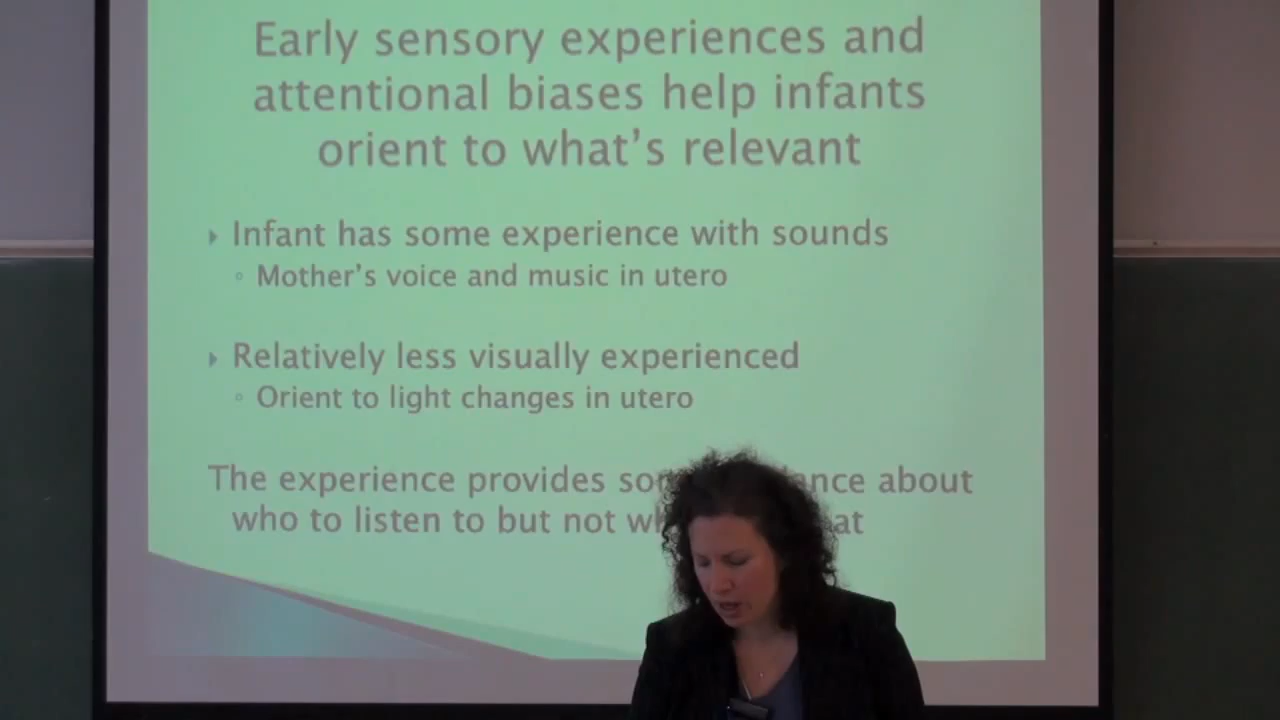 Early sensory experiences and
attentional biases help infants
orient to what's relevant
Infant has some experience with sounds
Mother's voice and music in utero
Relatively less visually experienced
Orient to light changes in utero
The experience provides about
who to listen to but not